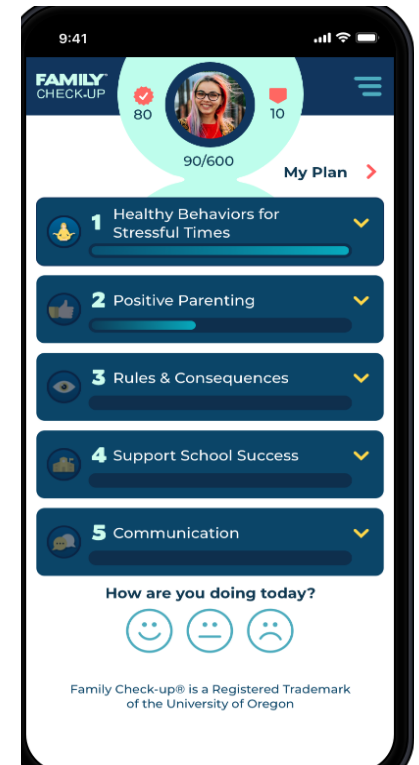 9:41
FAMILY™
CHECK-UP
80
10
90/600
My Plan
1 Healthy Behaviors for
Stressful Times
2 Positive Parenting
3 Rules & Consequences
4 Support School Success
5 Communication
How are you doing today?
Family Check-up® is a Registered Trademark
of the University of Oregon